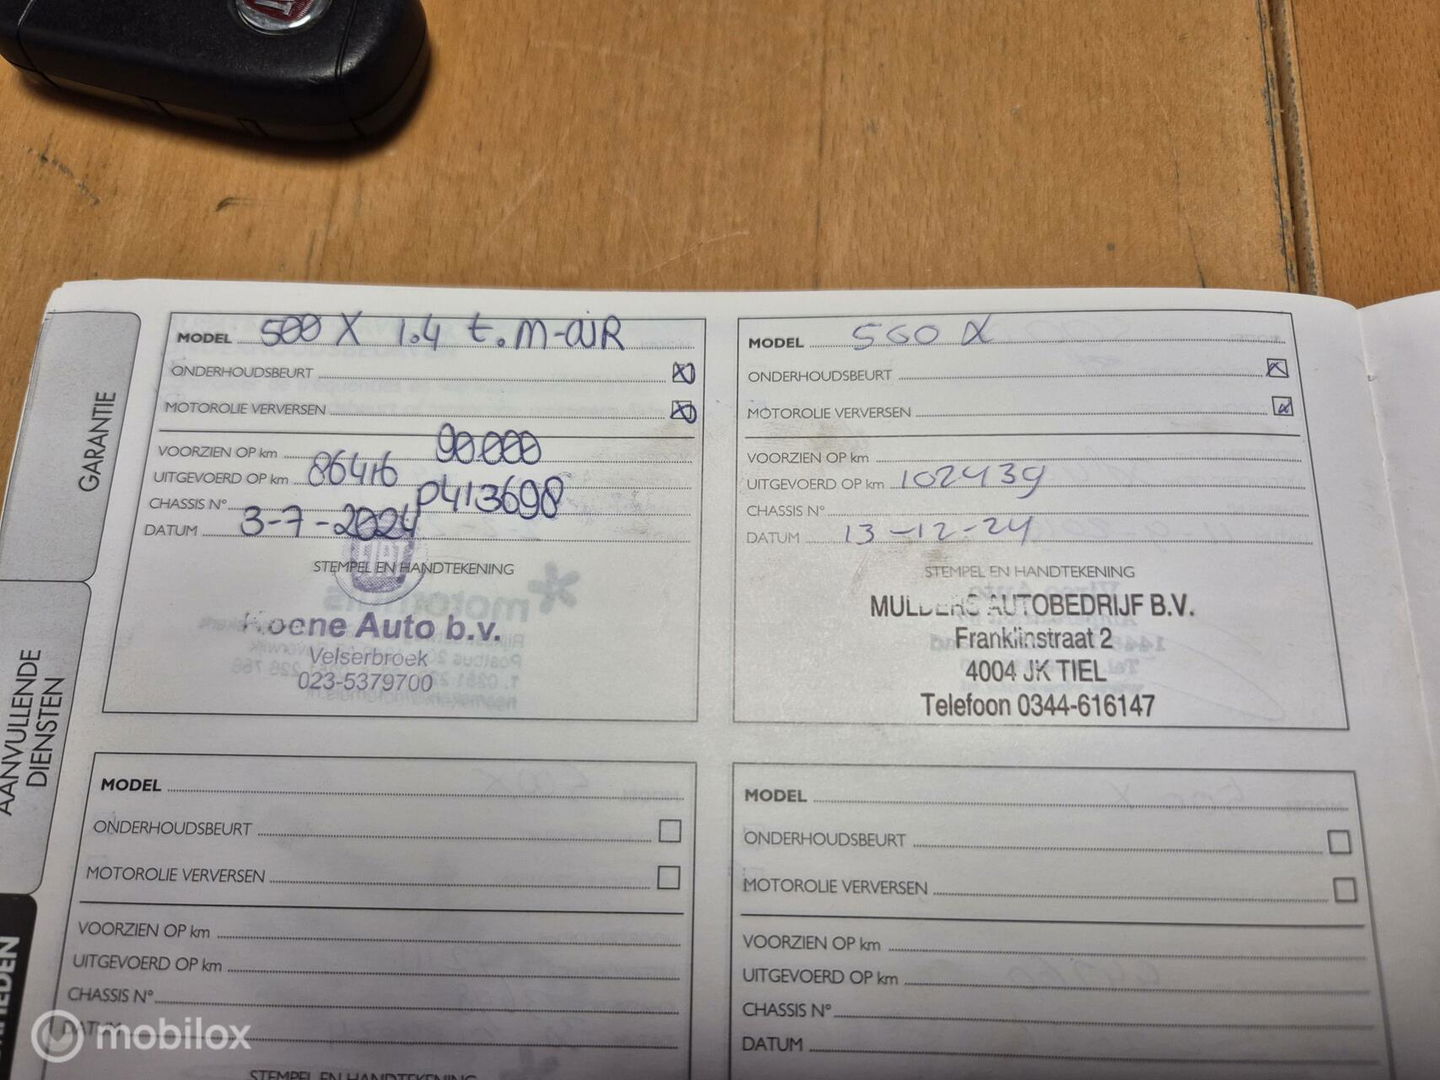 GARANTIE
AANVULLENDE
DIENSTEN
MODEL 500 X 1.4 t. M-aiR
ONDERHOUDSBEURT
MOTOROLIE VERVERSEN
VOORZIEN OP km 90.000
UITGEVOERD OP km 86416
CHASSIS N° P413698
DATUM 3-7-2024
STEMPEL EN HANDTEKENING
Koene Auto b.v.
Velserbroek
023-5379700
MODEL 500 X
ONDERHOUDSBEURT
MOTOROLIE VERVERSEN
VOORZIEN OP km
UITGEVOERD OP km 102439
CHASSIS N°
DATUM 13-12-24
STEMPEL EN HANDTEKENING
MULDERS AUTOBEDRIJF B.V.
Franklinstraat 2
4004 JK TIEL
Telefoon 0344-616147
MODEL
ONDERHOUDSBEURT
MOTOROLIE VERVERSEN
VOORZIEN OP km
UITGEVOERD OP km
CHASSIS N°
DATUM
STEMPEL EN HANDTEKENING
MODEL
ONDERHOUDSBEURT
MOTOROLIE VERVERSEN
VOORZIEN OP km
UITGEVOERD OP km
CHASSIS N°
DATUM
mobilox